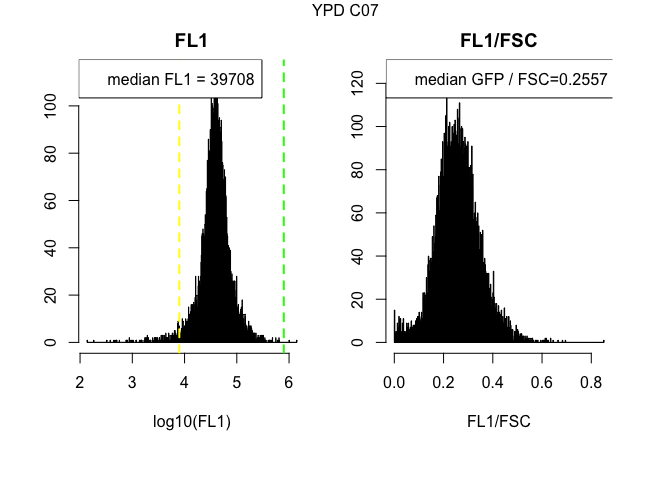 YPD C07
FL1
median FL1 = 39708
0 20 40 60 80 100
2 3 4 5 6
log10(FL1)
FL1/FSC
median GFP / FSC=0.2557
0 20 40 60 80 100 120
0.0 0.2 0.4 0.6 0.8
FL1/FSC